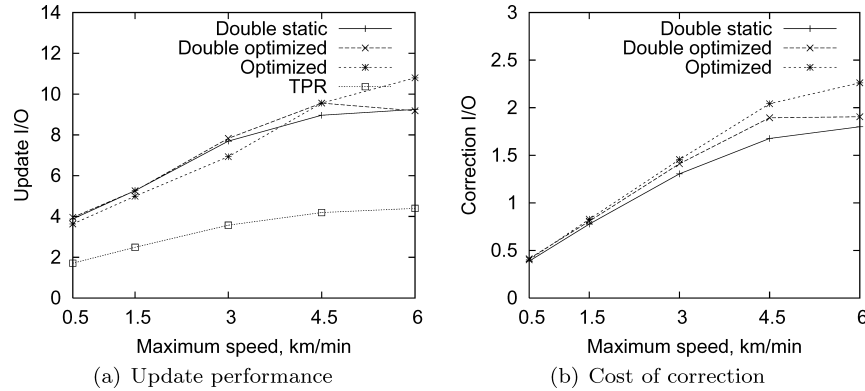 14
12
10
8
6
4
2
0
Update I/O
Double static
Double optimized
Optimized
TPR
0.5 1.5 3 4.5 6
Maximum speed, km/min
(a) Update performance
3
2.5
2
1.5
1
0.5
0
Correction I/O
Double static
Double optimized
Optimized
0.5 1.5 3 4.5 6
Maximum speed, km/min
(b) Cost of correction